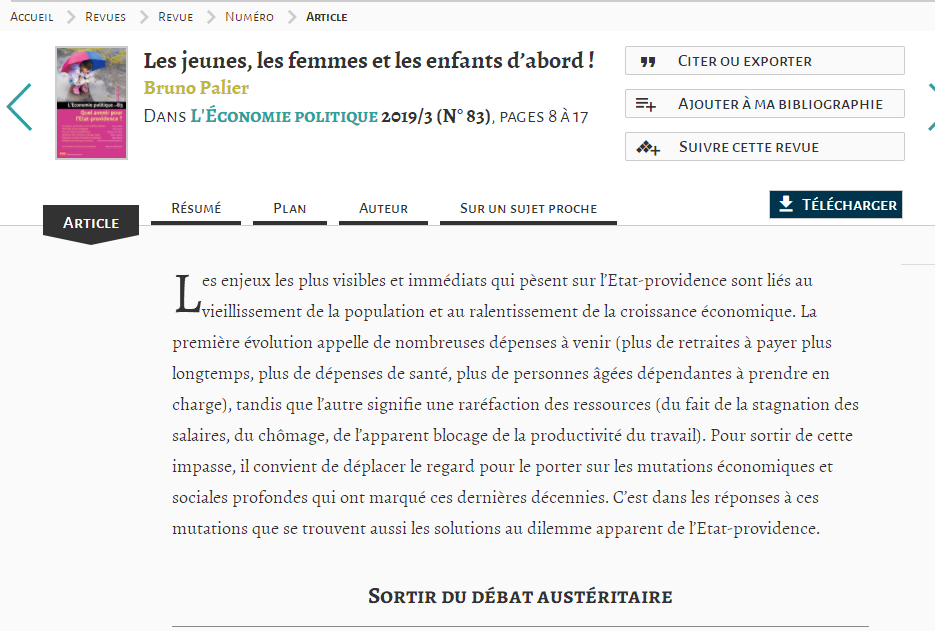 Accueil Revues Revue Numéro Article
Les jeunes, les femmes et les enfants d’abord !
Bruno Palier
Dans L'Économie politique 2019/3 (N° 83), pages 8 à 17
Citer ou exporter
Ajouter à ma bibliographie
Suivre cette revue
L'Economie politique
Quel avenir pour
l'Etat-providence ?
Article
Résumé
Plan
Auteur
Sur un sujet proche
Télécharger
Les enjeux les plus visibles et immédiats qui pèsent sur l’Etat-providence sont liés au
vieillissement de la population et au ralentissement de la croissance économique. La
première évolution appelle de nombreuses dépenses à venir (plus de retraites à payer plus
longtemps, plus de dépenses de santé, plus de personnes âgées dépendantes à prendre en
charge), tandis que l’autre signifie une raréfaction des ressources (du fait de la stagnation des
salaires, du chômage, de l’apparent blocage de la productivité du travail). Pour sortir de cette
impasse, il convient de déplacer le regard pour le porter sur les mutations économiques et
sociales profondes qui ont marqué ces dernières décennies. C’est dans les réponses à ces
mutations que se trouvent aussi les solutions au dilemme apparent de l’Etat-providence.
Sortir du débat austéritaire